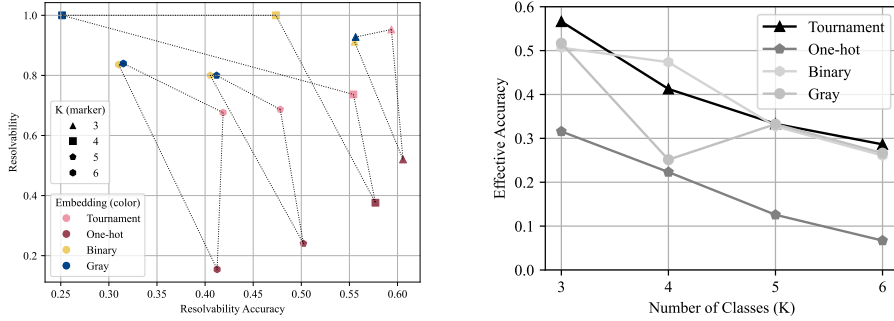 1.0
0.8
0.6
0.4
0.2
Resolvability
K (marker)
3
4
5
6
Embedding (color)
Tournament
One-hot
Binary
Gray
0.25 0.30 0.35 0.40 0.45 0.50 0.55 0.60
Resolvability Accuracy
0.6
0.5
0.4
0.3
0.2
0.1
0.0
Effective Accuracy
Tournament
One-hot
Binary
Gray
3 4 5 6
Number of Classes (K)